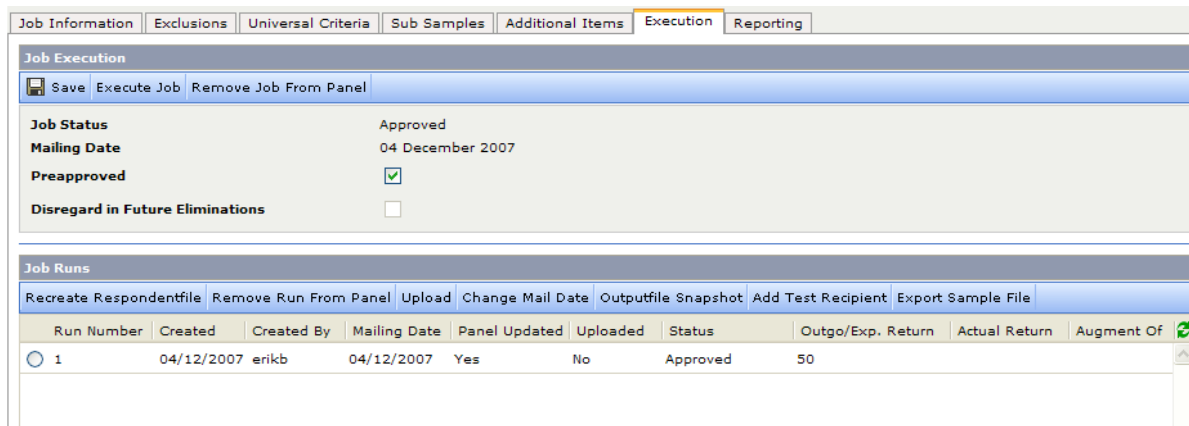 Job Information Exclusions Universal Criteria Sub Samples Additional Items Execution Reporting
Job Execution
Save Execute Job Remove Job From Panel
Job Status Approved
Mailing Date 04 December 2007
Preapproved
Disregard in Future Eliminations
Job Runs
Recreate Respondentfile Remove Run From Panel Upload Change Mail Date Outputfile Snapshot Add Test Recipient Export Sample File
Run Number Created Created By Mailing Date Panel Updated Uploaded Status Outgo/Exp. Return Actual Return Augment Of
1 04/12/2007 erikb 04/12/2007 Yes No Approved 50